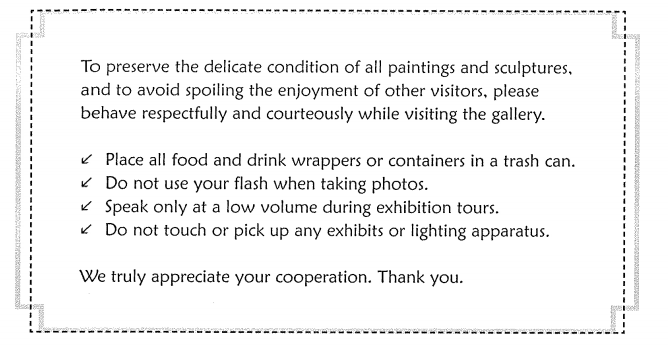 To preserve the delicate condition of all paintings and sculptures,
and to avoid spoiling the enjoyment of other visitors, please
behave respectfully and courteously while visiting the gallery.
↙ Place all food and drink wrappers or containers in a trash can.
↙ Do not use your flash when taking photos.
↙ Speak only at a low volume during exhibition tours.
↙ Do not touch or pick up any exhibits or lighting apparatus.
We truly appreciate your cooperation. Thank you.